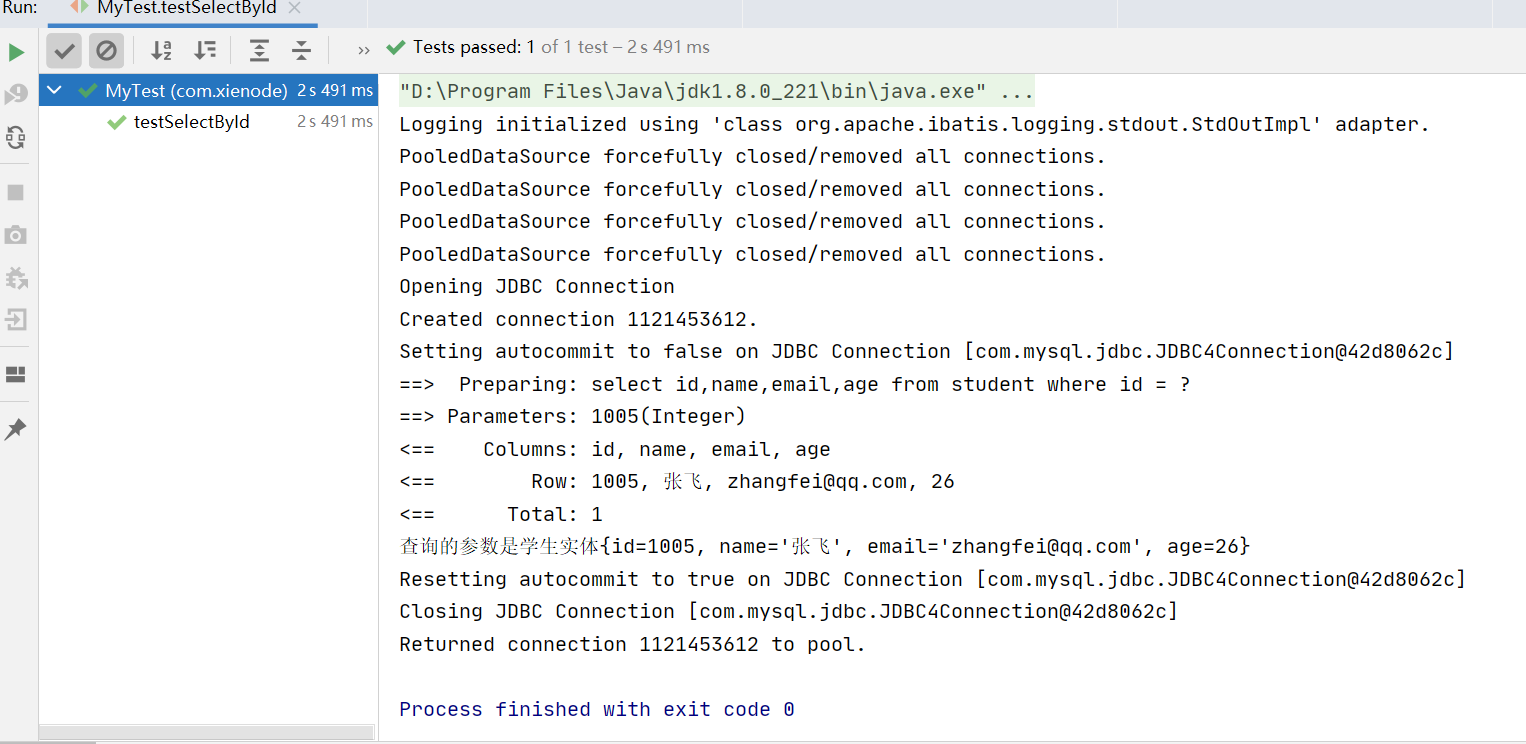 Run: MyTest.testSelectById
Tests passed: 1 of 1 test – 2 s 491 ms
MyTest (com.xienode) 2 s 491 ms
testSelectById 2 s 491 ms
"D:\Program Files\Java\jdk1.8.0_221\bin\java.exe" ...
Logging initialized using 'class org.apache.ibatis.logging.stdout.StdOutImpl' adapter.
PooledDataSource forcefully closed/removed all connections.
PooledDataSource forcefully closed/removed all connections.
PooledDataSource forcefully closed/removed all connections.
PooledDataSource forcefully closed/removed all connections.
Opening JDBC Connection
Created connection 1121453612.
Setting autocommit to false on JDBC Connection [com.mysql.jdbc.JDBC4Connection@42d8062c]
==>  Preparing: select id,name,email,age from student where id = ?
==> Parameters: 1005(Integer)
<==    Columns: id, name, email, age
<==        Row: 1005, 张飞, zhangfei@qq.com, 26
<==      Total: 1
查询的参数是学生实体{id=1005, name='张飞', email='zhangfei@qq.com', age=26}
Resetting autocommit to true on JDBC Connection [com.mysql.jdbc.JDBC4Connection@42d8062c]
Closing JDBC Connection [com.mysql.jdbc.JDBC4Connection@42d8062c]
Returned connection 1121453612 to pool.
Process finished with exit code 0